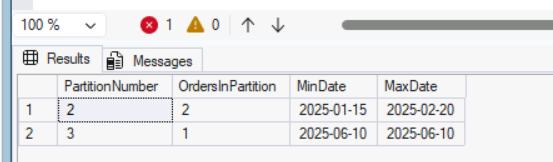 100 % 1 0
Results Messages
PartitionNumber OrdersInPartition MinDate MaxDate
1 2 2 2025-01-15 2025-02-20
2 3 1 2025-06-10 2025-06-10